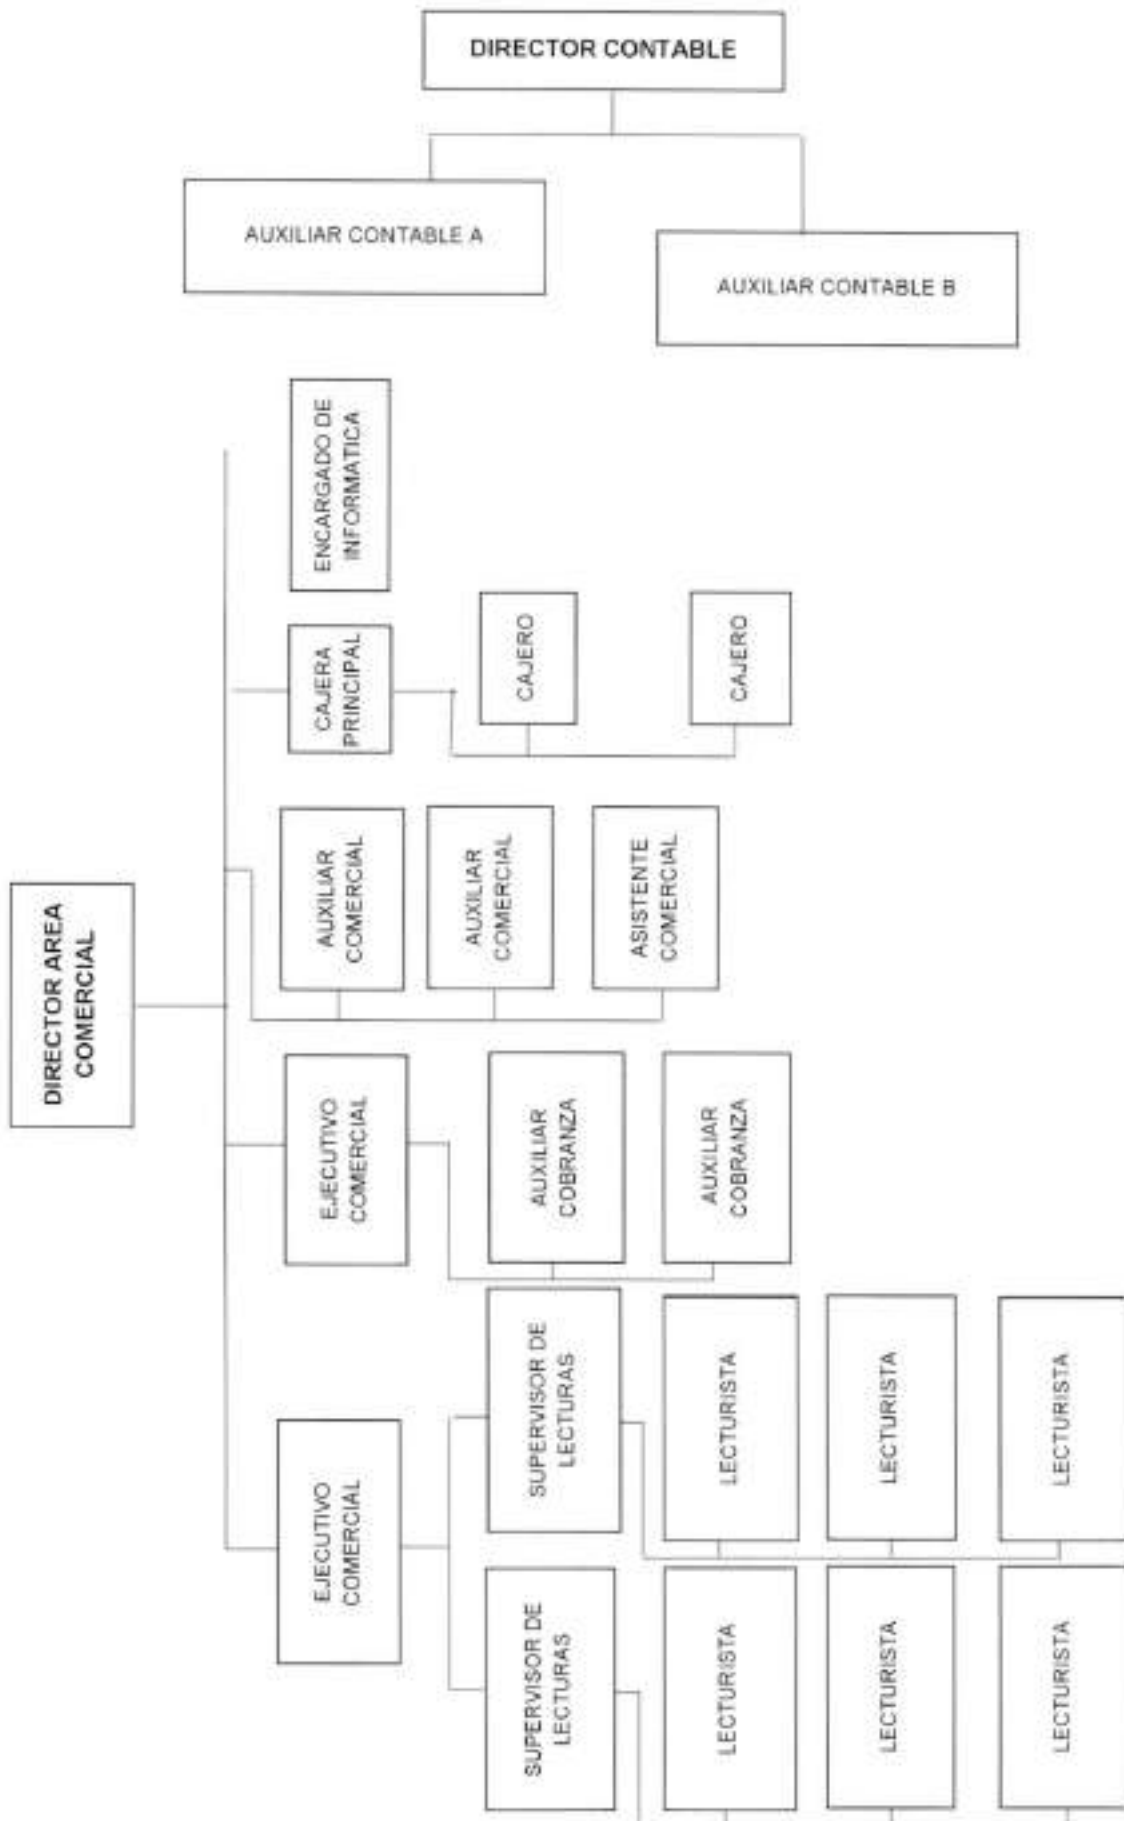 DIRECTOR CONTABLE
AUXILIAR CONTABLE A
AUXILIAR CONTABLE B
DIRECTOR AREA
COMERCIAL
EJECUTIVO
COMERCIAL
EJECUTIVO
COMERCIAL
AUXILIAR
COMERCIAL
CAJERA
PRINCIPAL
ENCARGADO DE
INFORMATICA
SUPERVISOR DE
LECTURAS
SUPERVISOR DE
LECTURAS
AUXILIAR
COBRANZA
AUXILIAR
COMERCIAL
CAJERO
LECTURISTA
LECTURISTA
AUXILIAR
COBRANZA
ASISTENTE
COMERCIAL
CAJERO
LECTURISTA
LECTURISTA
LECTURISTA
LECTURISTA